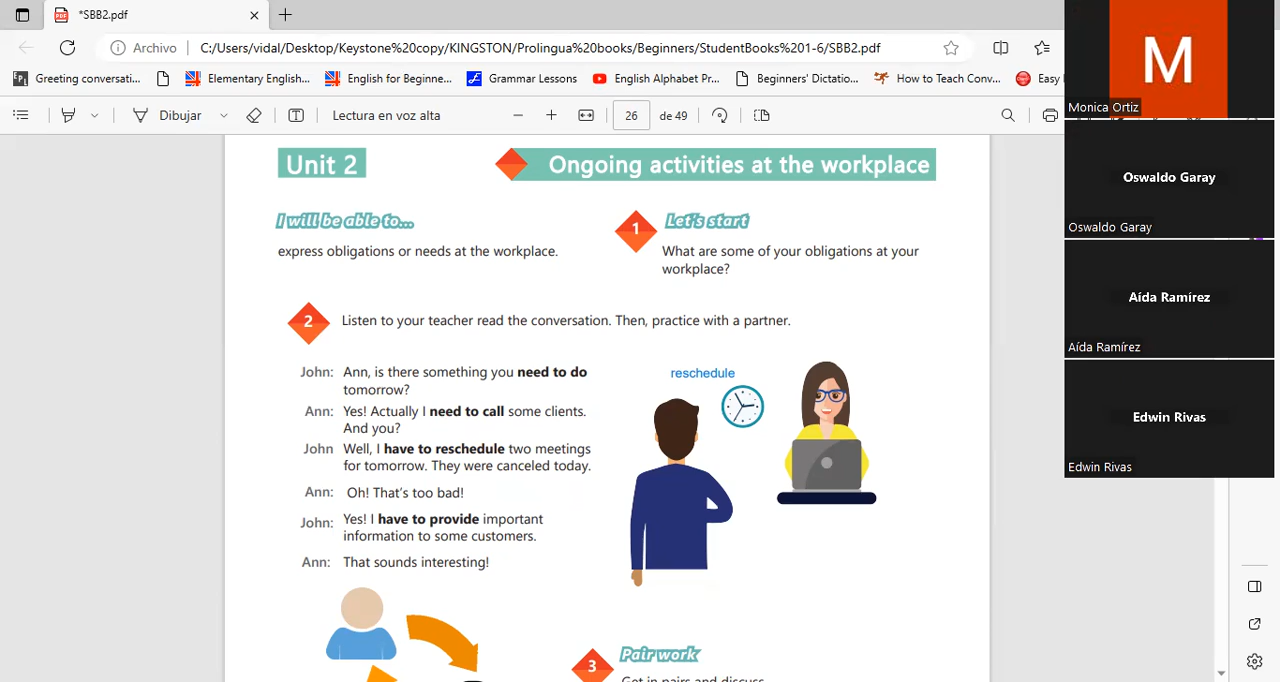 *SBB2.pdf
Archivo
C:/Users/vidal/Desktop/Keystone%20copy/KINGSTON/Prolingua%20books/Beginners/StudentBooks%201-6/SBB2.pdf
Greeting conversati...
Elementary English...
English for Beginne...
Grammar Lessons
English Alphabet Pr...
Beginners' Dictatio...
How to Teach Conv...
Easy
Dibujar
Lectura en voz alta
26
de 49
Unit 2
Ongoing activities at the workplace
I will be able to...
express obligations or needs at the workplace.
1
Let's start
What are some of your obligations at your
workplace?
2
Listen to your teacher read the conversation. Then, practice with a partner.
John: Ann, is there something you need to do
tomorrow?
Ann: Yes! Actually I need to call some clients.
And you?
John Well, I have to reschedule two meetings
for tomorrow. They were canceled today.
Ann: Oh! That's too bad!
John: Yes! I have to provide important
information to some customers.
Ann: That sounds interesting!
reschedule
3
Pair work
Get in pairs and discuss
M
Monica Ortiz
Oswaldo Garay
Oswaldo Garay
Aída Ramírez
Aída Ramírez
Edwin Rivas
Edwin Rivas